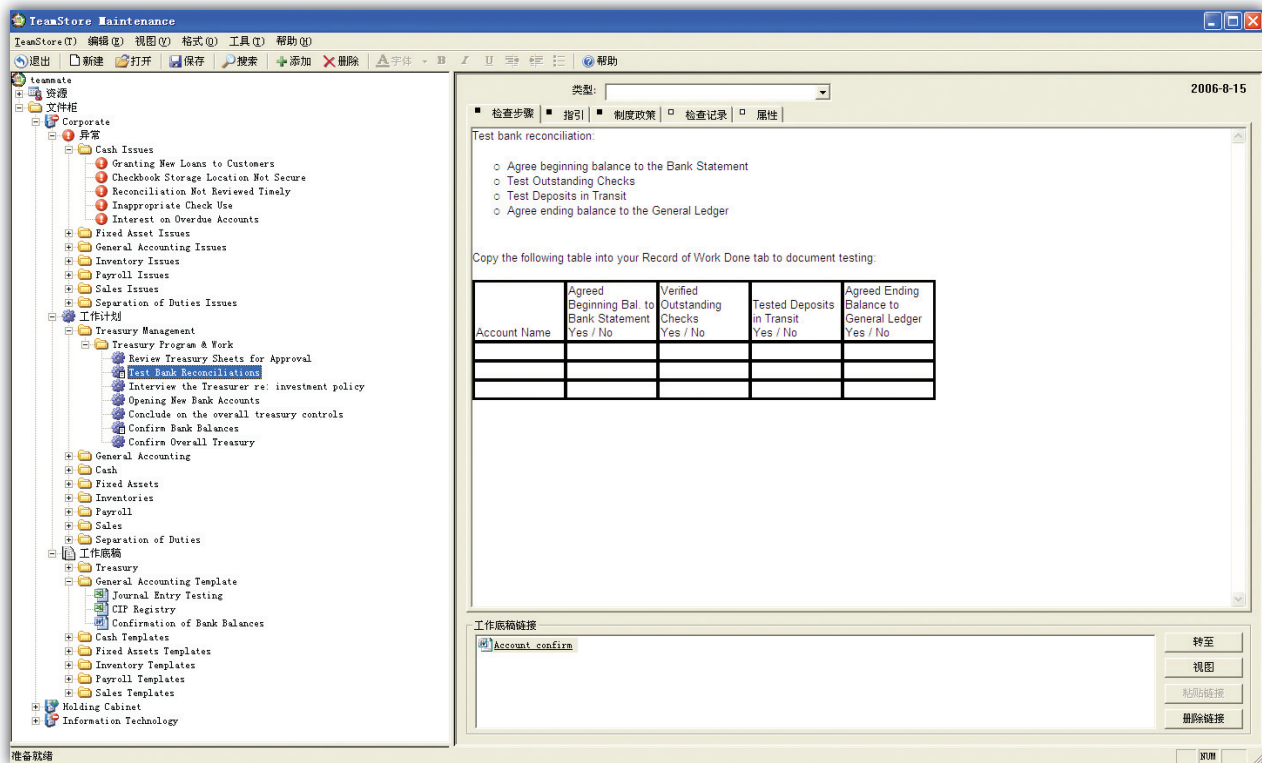 TeamStore Maintenance
TeamStore(T) 编辑(E) 视图(V) 格式(O) 工具(T) 帮助(H)
退出 新建 打开 保存 搜索 添加 删除 A字体 B I U 帮助
teammate
资源
文件柜
Corporate
异常
Cash Issues
Granting New Loans to Customers
Checkbook Storage Location Not Secure
Reconciliation Not Reviewed Timely
Inappropriate Check Use
Interest on Overdue Accounts
Fixed Asset Issues
General Accounting Issues
Inventory Issues
Payroll Issues
Sales Issues
Separation of Duties Issues
工作计划
Treasury Management
Treasury Program & Work
Review Treasury Sheets for Approval
Test Bank Reconciliations
Interview the Treasurer re: investment policy
Opening New Bank Accounts
Conclude on the overall treasury controls
Confirm Bank Balances
Confirm Overall Treasury
General Accounting
Cash
Fixed Assets
Inventories
Payroll
Sales
Separation of Duties
工作底稿
Treasury
General Accounting Template
Journal Entry Testing
CIP Registry
Confirmation of Bank Balances
Cash Templates
Fixed Assets Templates
Inventory Templates
Payroll Templates
Sales Templates
Holding Cabinet
Information Technology
类型:
2006-8-15
检查步骤 指引 制度政策 检查记录 属性
Test bank reconciliation:
Agree beginning balance to the Bank Statement
Test Outstanding Checks
Test Deposits in Transit
Agree ending balance to the General Ledger
Copy the following table into your Record of Work Done tab to document testing:
Agreed Verified Agreed Ending
Beginning Bal. to Outstanding Tested Deposits Balance to
Bank Statement Checks in Transit General Ledger
Account Name Yes / No Yes / No Yes / No Yes / No
工作底稿链接
Account confirm
转至
视图
粘贴链接
删除链接
准备就绪
NUM